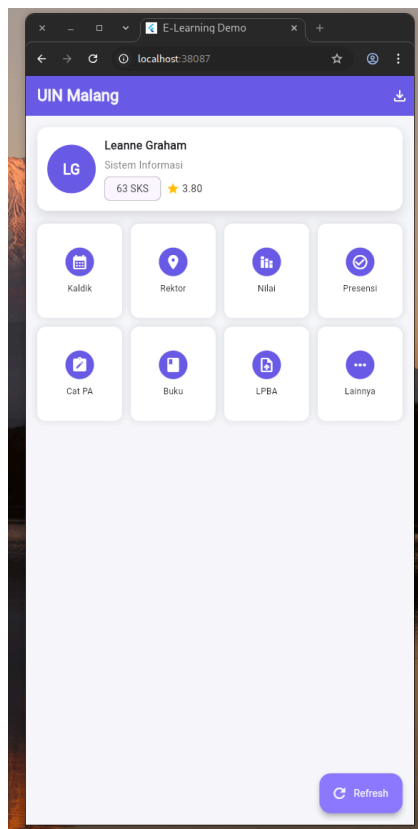 E-Learning Demo
localhost:38087
UIN Malang
LG
Leanne Graham
Sistem Informasi
63 SKS
3.80
Kaldik
Rektor
Nilai
Presensi
Cat PA
Buku
LPBA
Lainnya
Refresh